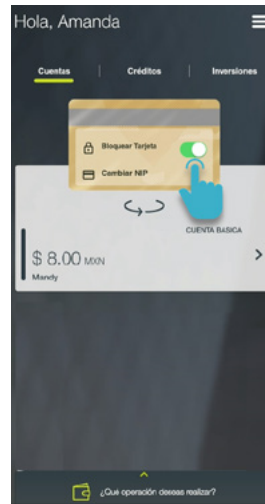 Hola, Amanda
Cuentas | Créditos | Inversiones
Bloquear Tarjeta
Cambiar NIP
CUENTA BASICA
$ 8.00 MXN
Mandy
¿Qué operación deseas realizar?